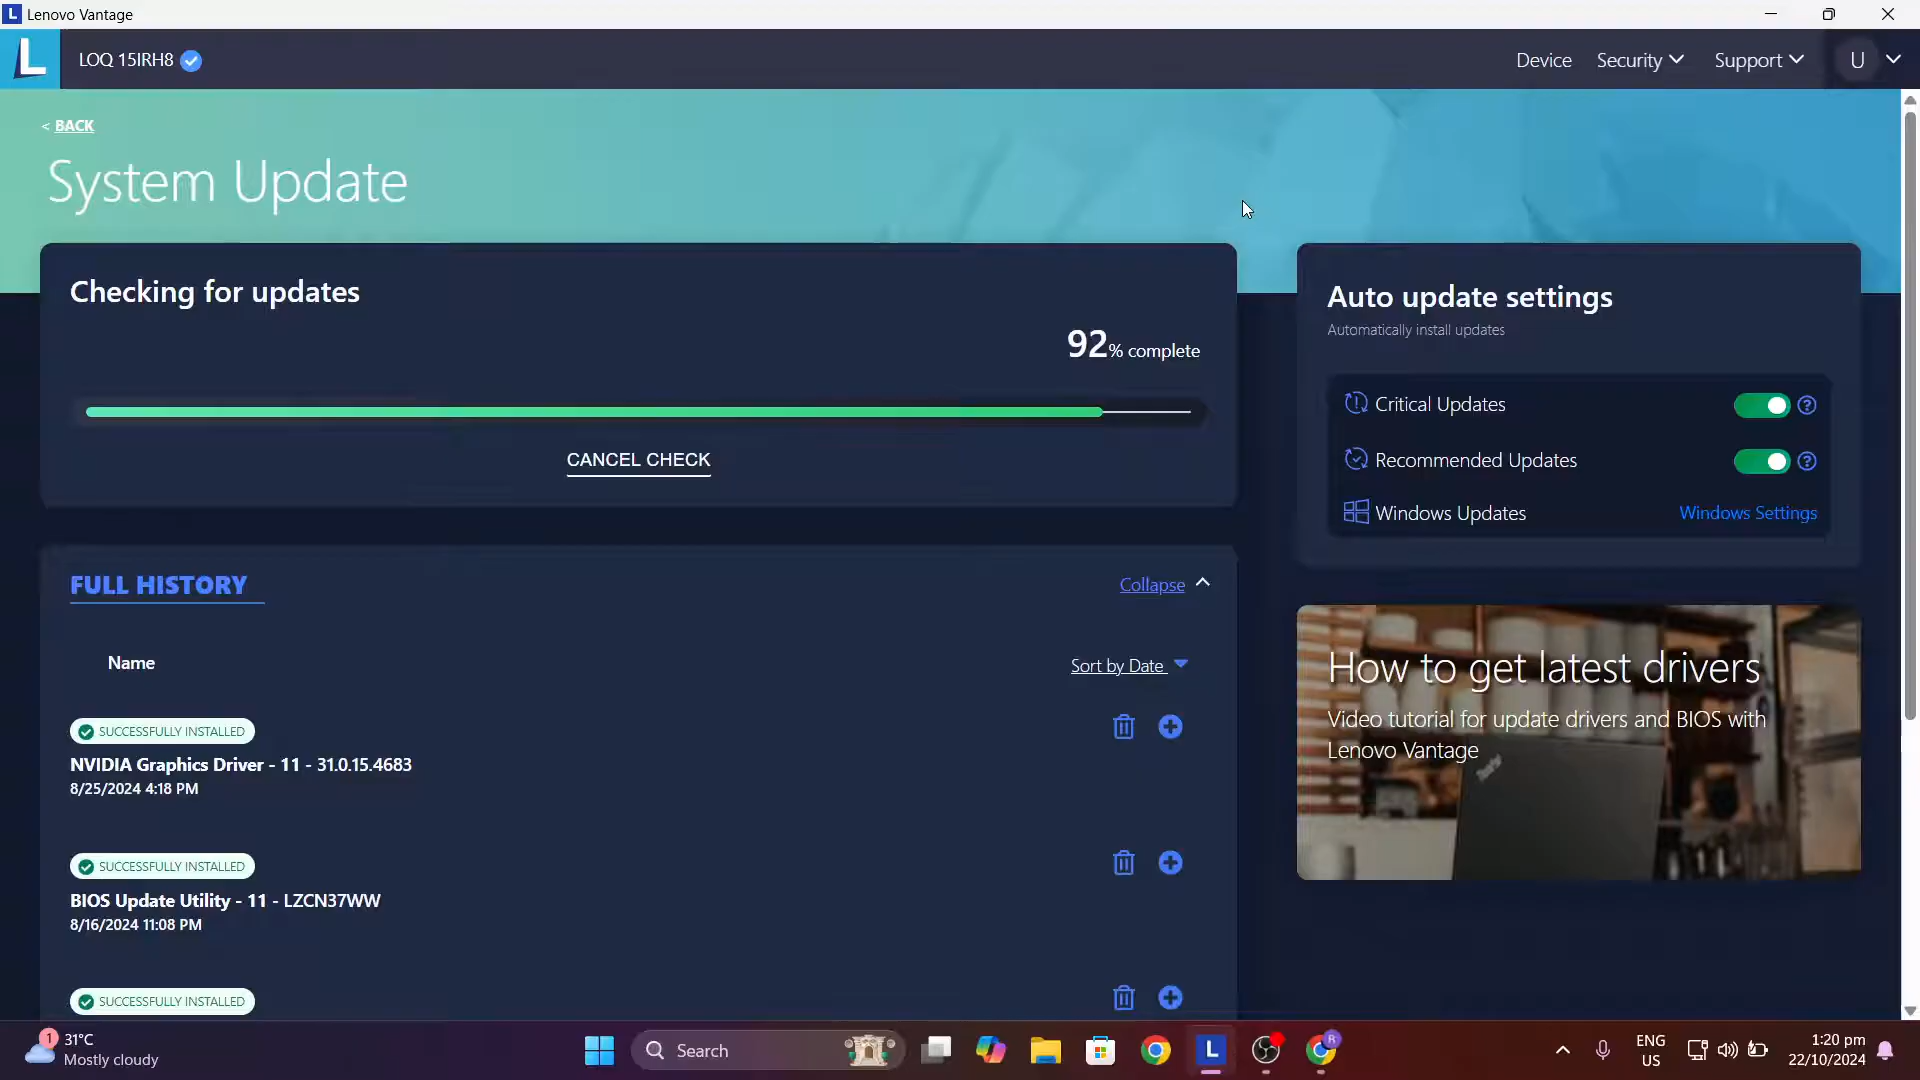 Lenovo Vantage
LOQ 15IRH8
Device
Security
Support
U
< BACK
System Update
Checking for updates
92% complete
CANCEL CHECK
Auto update settings
Automatically install updates
Critical Updates
Recommended Updates
Windows Updates
Windows Settings
FULL HISTORY
Collapse
Name
Sort by Date
SUCCESSFULLY INSTALLED
NVIDIA Graphics Driver - 11 - 31.0.15.4683
8/25/2024 4:18 PM
SUCCESSFULLY INSTALLED
BIOS Update Utility - 11 - LZCN37WW
8/16/2024 11:08 PM
SUCCESSFULLY INSTALLED
How to get latest drivers
Video tutorial for update drivers and BIOS with
Lenovo Vantage
1
31°C
Mostly cloudy
Search
R
ENG
US
1:20 pm
22/10/2024